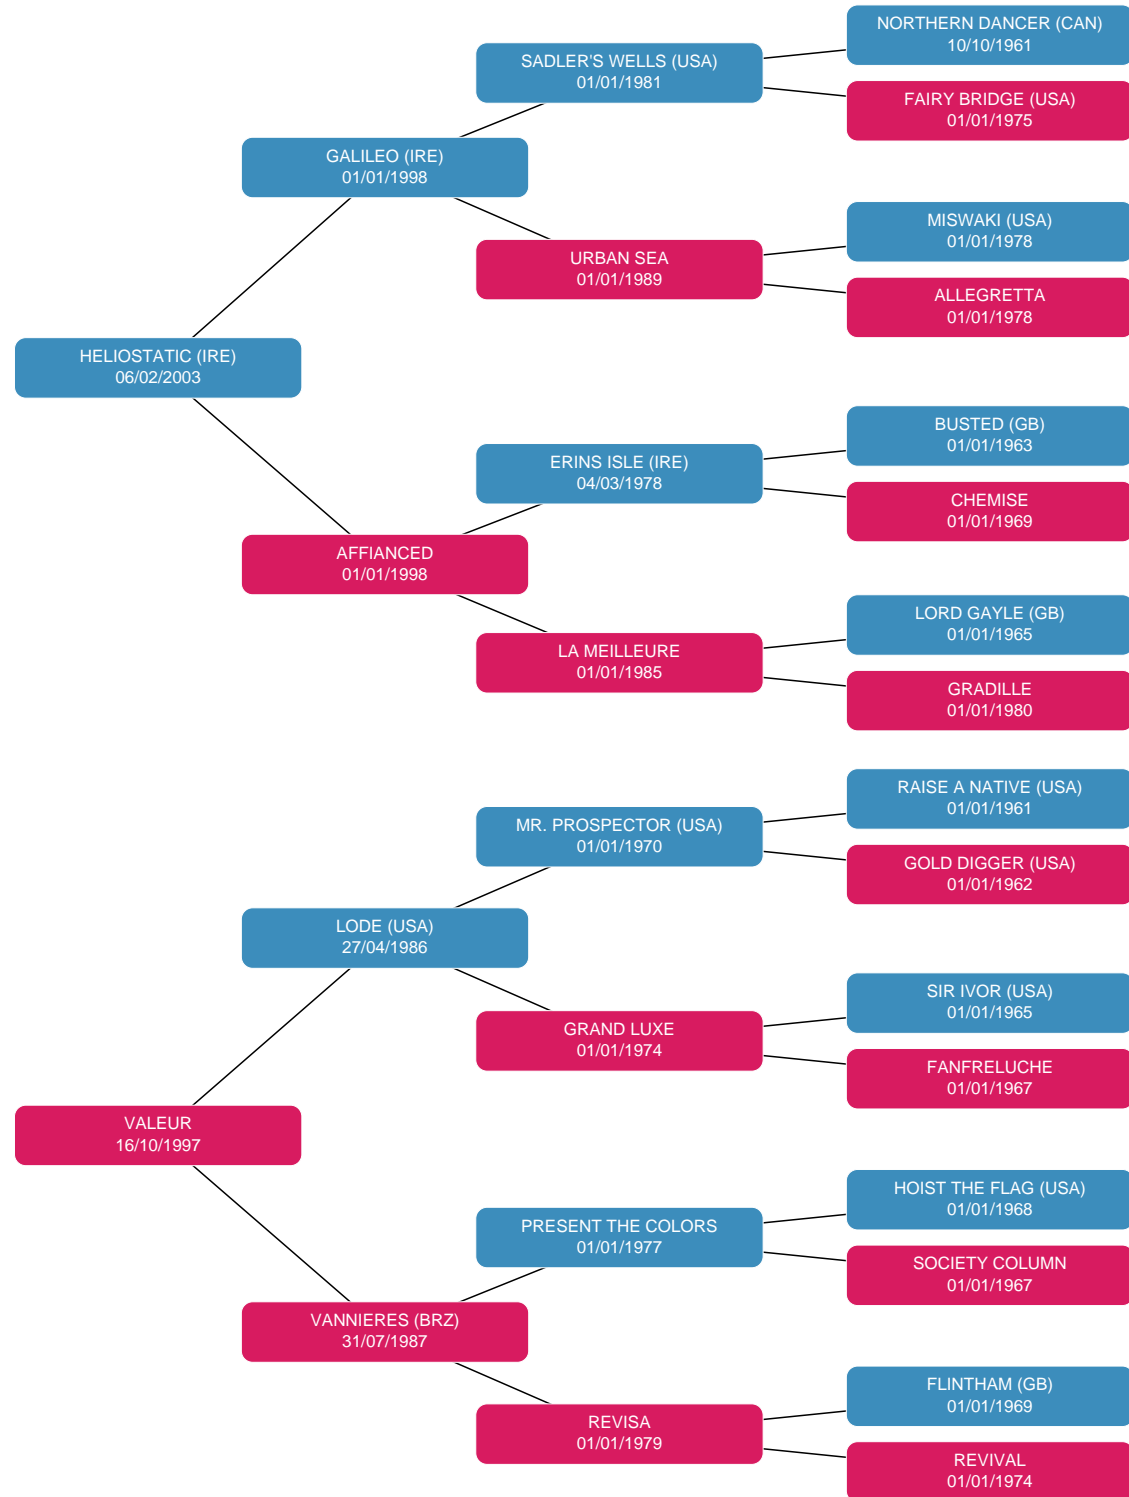 NORTHERN DANCER (CAN)
10/10/1961
SADLER'S WELLS (USA)
01/01/1981
FAIRY BRIDGE (USA)
01/01/1975
GALILEO (IRE)
01/01/1998
MISWAKI (USA)
01/01/1978
URBAN SEA
01/01/1989
ALLEGRETTA
01/01/1978
HELIOSTATIC (IRE)
06/02/2003
BUSTED (GB)
01/01/1963
ERINS ISLE (IRE)
04/03/1978
CHEMISE
01/01/1969
AFFIANCED
01/01/1998
LORD GAYLE (GB)
01/01/1965
LA MEILLEURE
01/01/1985
GRADILLE
01/01/1980
RAISE A NATIVE (USA)
01/01/1961
MR. PROSPECTOR (USA)
01/01/1970
GOLD DIGGER (USA)
01/01/1962
LODE (USA)
27/04/1986
SIR IVOR (USA)
01/01/1965
GRAND LUXE
01/01/1974
FANFRELUCHE
01/01/1967
VALEUR
16/10/1997
HOIST THE FLAG (USA)
01/01/1968
PRESENT THE COLORS
01/01/1977
SOCIETY COLUMN
01/01/1967
VANNIERES (BRZ)
31/07/1987
FLINTHAM (GB)
01/01/1969
REVISA
01/01/1979
REVIVAL
01/01/1974